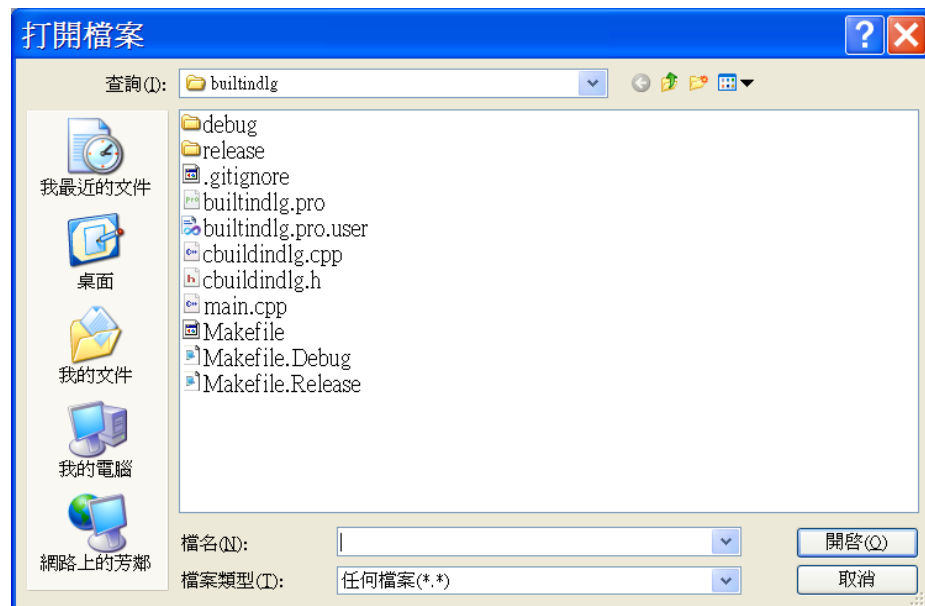 打開檔案
查詢(I): builtindlg
debug
release
.gitignore
builtindlg.pro
builtindlg.pro.user
cbuildindlg.cpp
cbuildindlg.h
main.cpp
Makefile
Makefile.Debug
Makefile.Release
我最近的文件
桌面
我的文件
我的電腦
網路上的芳鄰
檔名(N): 開啓(O)
檔案類型(T): 任何檔案(*.*) 取消